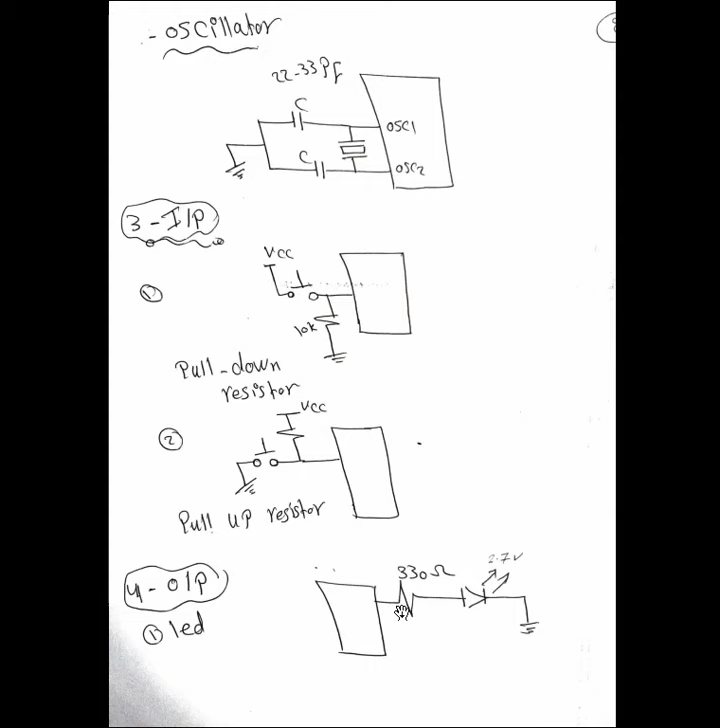 - OSCillator
22-33 PF
C
OSC1
C
OSC2
3 - I/P
VCC
①
10K
Pull-down
resistor
VCC
②
Pull UP resistor
4 - O/P
330Ω
2.7V
① led